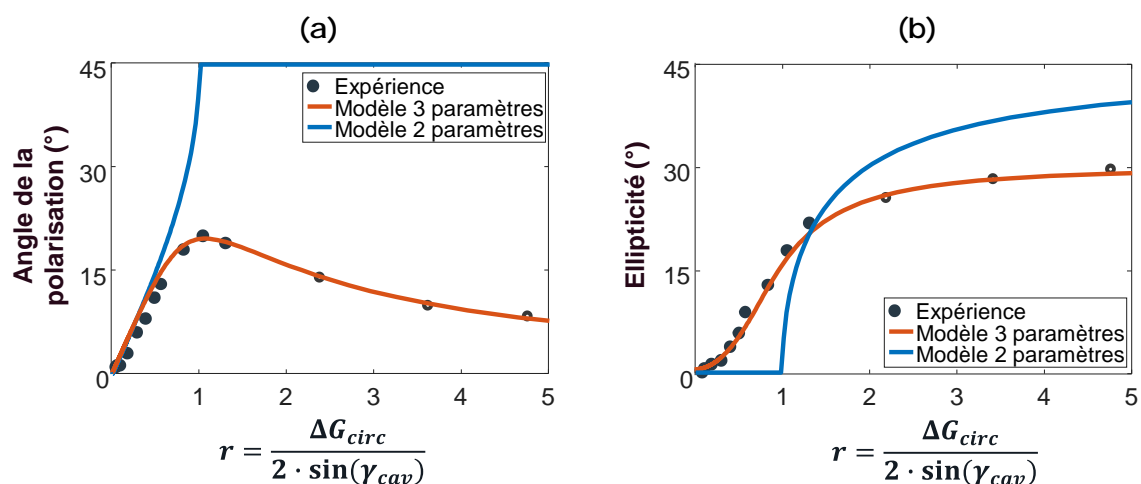 (a)
Angle de la
polarisation (°)
45
30
15
0
Expérience
Modèle 3 paramètres
Modèle 2 paramètres
1 2 3 4 5
r = ΔG_circ / (2 · sin(γ_cav))
(b)
Ellipticité (°)
45
30
15
0
Expérience
Modèle 3 paramètres
Modèle 2 paramètres
1 2 3 4 5
r = ΔG_circ / (2 · sin(γ_cav))